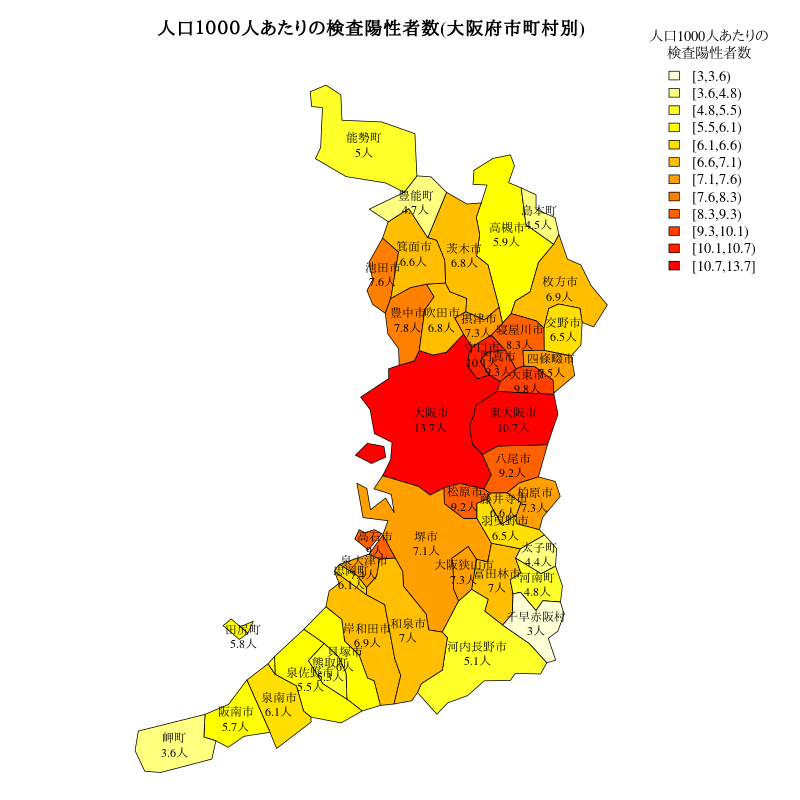 人口1000人あたりの検査陽性者数(大阪府市町村別)
人口1000人あたりの
検査陽性者数
[3,3.6)
[3.6,4.8)
[4.8,5.5)
[5.5,6.1)
[6.1,6.6)
[6.6,7.1)
[7.1,7.6)
[7.6,8.3)
[8.3,9.3)
[9.3,10.1)
[10.1,10.7)
[10.7,13.7]
能勢町
5人
豊能町
4.7人
島本町
4.5人
高槻市
5.9人
箕面市
6.6人
茨木市
6.8人
池田市
7.6人
枚方市
6.9人
豊中市
7.8人
吹田市
6.8人
摂津市
7.3人
寝屋川市
8.3人
交野市
6.5人
守口市
10.1人
門真市
9.3人
四條畷市
7.5人
大東市
9.8人
大阪市
13.7人
東大阪市
10.7人
八尾市
9.2人
松原市
9.2人
藤井寺市
6.6人
柏原市
7.3人
羽曳野市
6.5人
高石市
堺市
7.1人
太子町
4.4人
泉大津市
忠岡町
6.1人
大阪狭山市
7.3人
富田林市
7人
河南町
4.8人
千早赤阪村
3人
田尻町
5.8人
岸和田市
6.9人
和泉市
7人
河内長野市
5.1人
貝塚市
6人
熊取町
5.3人
泉佐野市
5.5人
泉南市
6.1人
阪南市
5.7人
岬町
3.6人